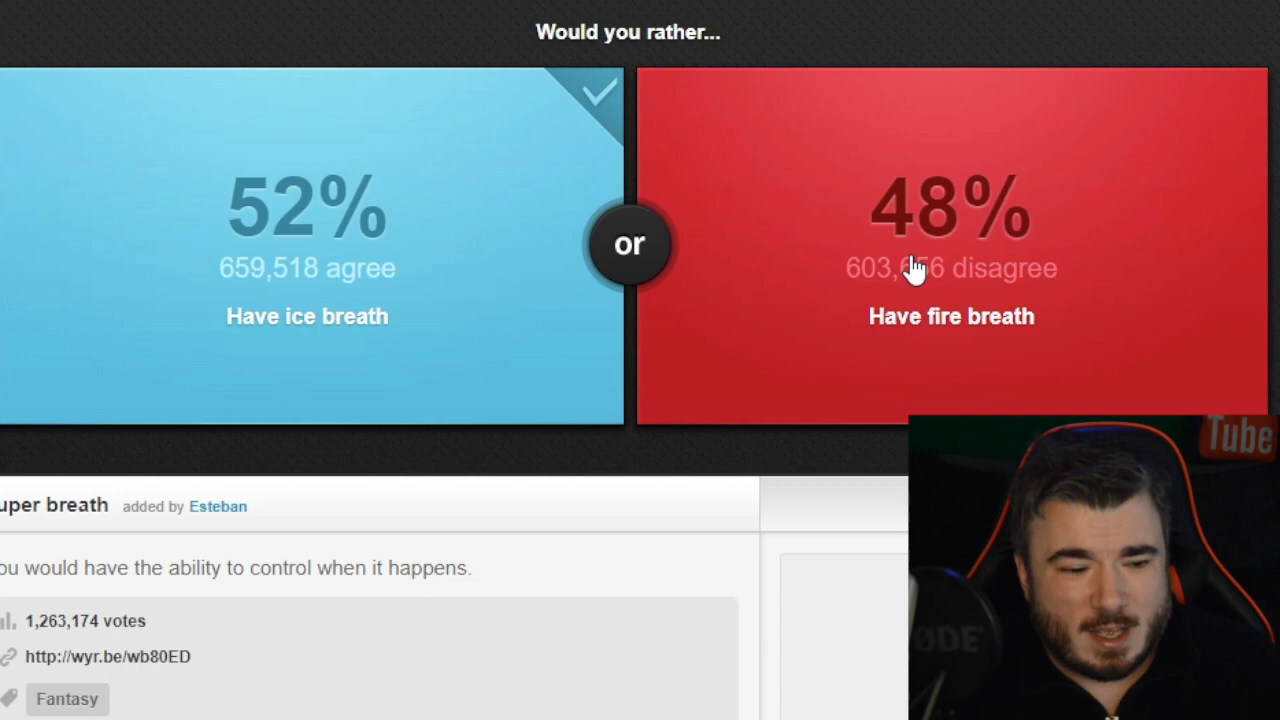 Would you rather...
52%
659,518 agree
Have ice breath
or
48%
disagree
Have fire breath
Tube
uper breath added by Esteban
ou would have the ability to control when it happens.
1,263,174 votes
http://wyr.be/wb80ED
Fantasy